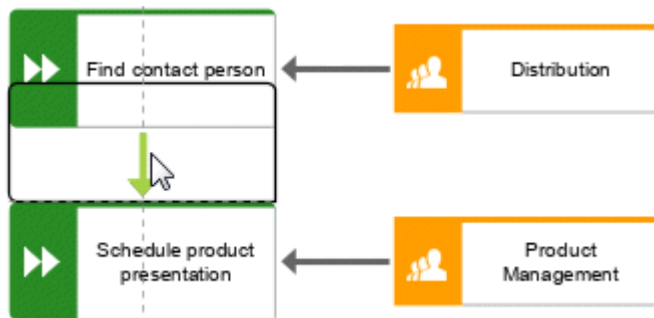 Find contact person
Distribution
Schedule product
presentation
Product
Management